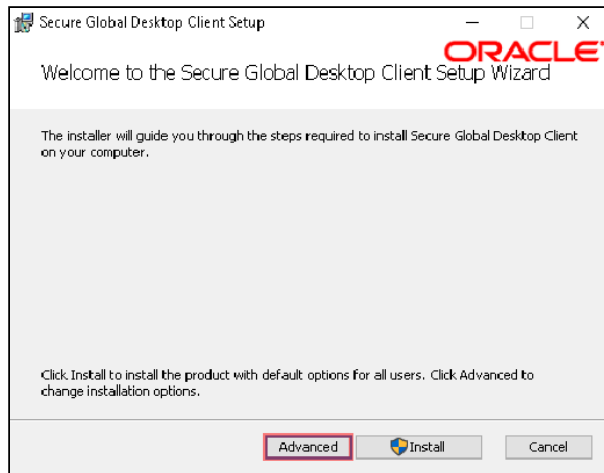 Secure Global Desktop Client Setup
ORACLE
Welcome to the Secure Global Desktop Client Setup Wizard
The installer will guide you through the steps required to install Secure Global Desktop Client
on your computer.
Click Install to install the product with default options for all users. Click Advanced to
change installation options.
Advanced
Install
Cancel